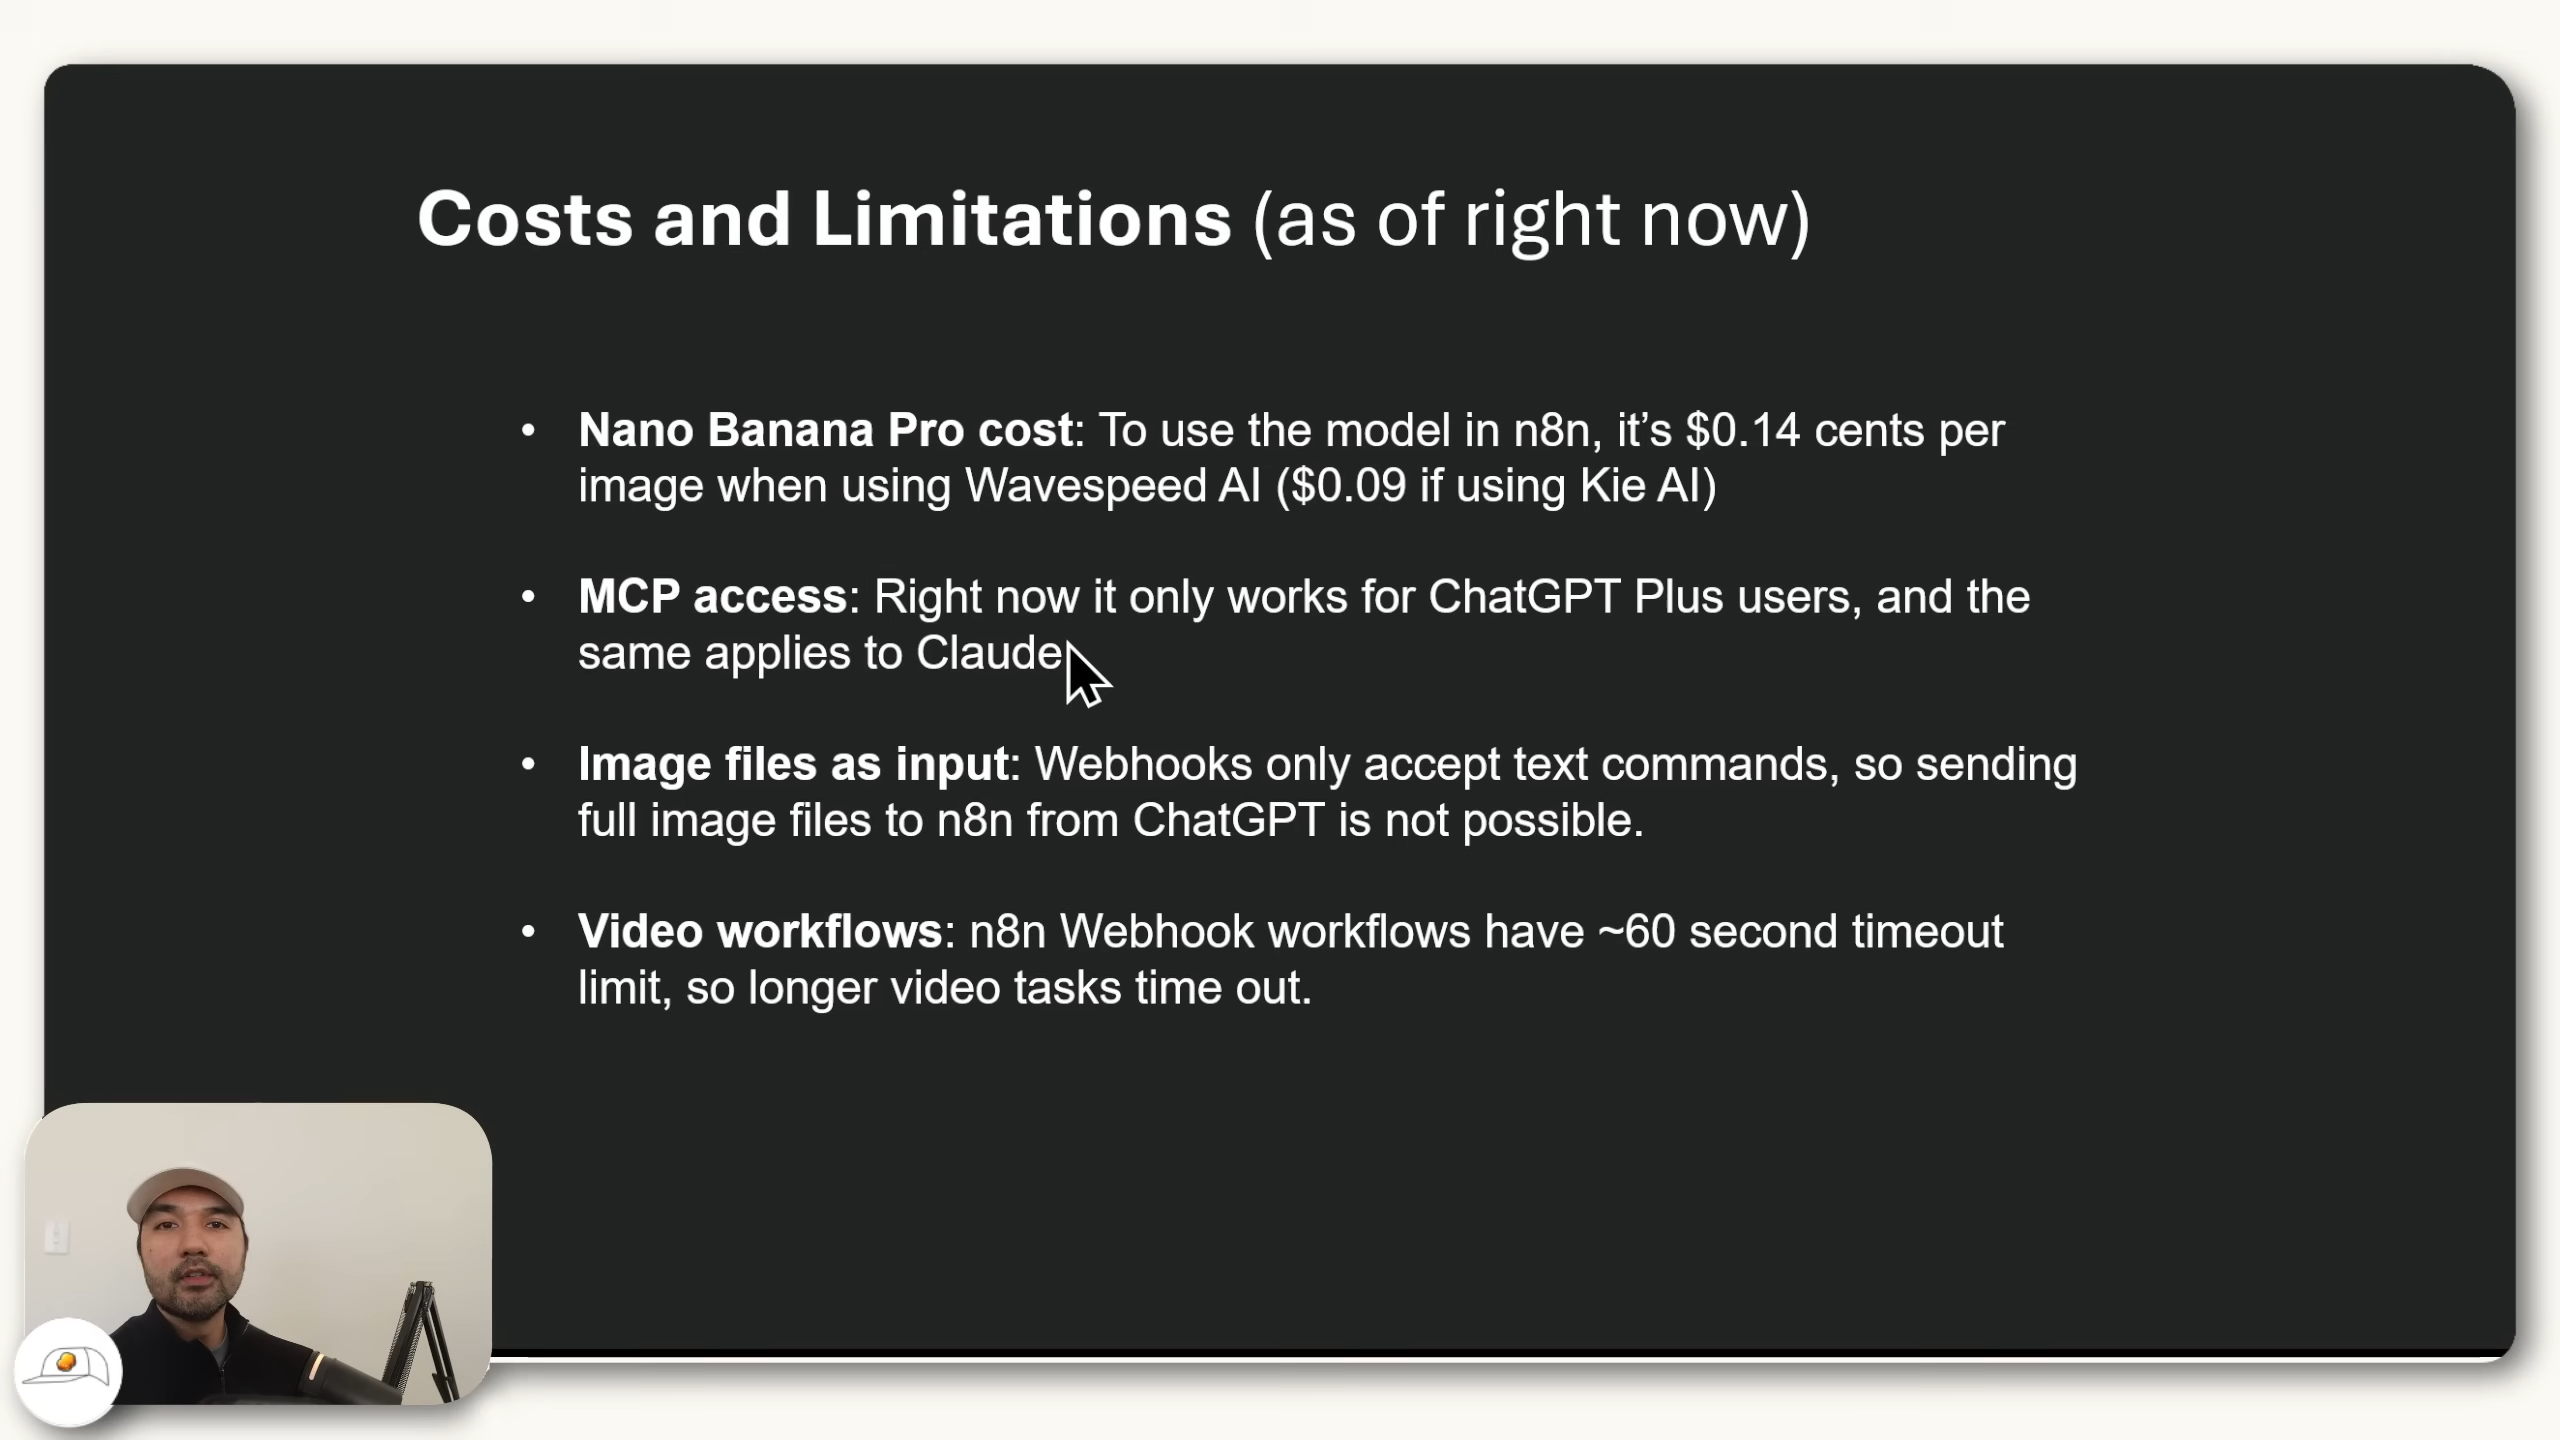 Costs and Limitations (as of right now)
• Nano Banana Pro cost: To use the model in n8n, it’s $0.14 cents per
image when using Wavespeed AI ($0.09 if using Kie AI)
• MCP access: Right now it only works for ChatGPT Plus users, and the
same applies to Claude
• Image files as input: Webhooks only accept text commands, so sending
full image files to n8n from ChatGPT is not possible.
• Video workflows: n8n Webhook workflows have ~60 second timeout
limit, so longer video tasks time out.